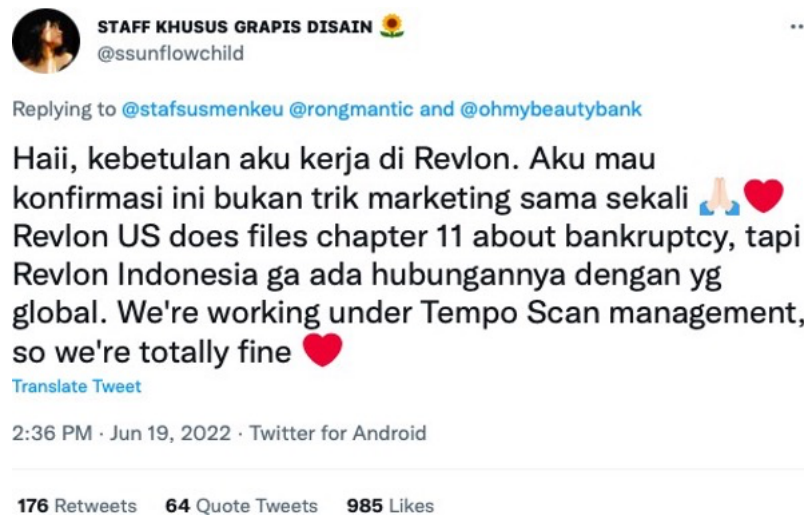 STAFF KHUSUS GRAPIS DISAIN 🌻
@ssunflowchild
Replying to @stafsusmenkeu @rongmantic and @ohmybeautybank
Haii, kebetulan aku kerja di Revlon. Aku mau
konfirmasi ini bukan trik marketing sama sekali 🙏🏻❤️
Revlon US does files chapter 11 about bankruptcy, tapi
Revlon Indonesia ga ada hubungannya dengan yg
global. We're working under Tempo Scan management,
so we're totally fine ❤️
Translate Tweet
2:36 PM · Jun 19, 2022 · Twitter for Android
176 Retweets 64 Quote Tweets 985 Likes